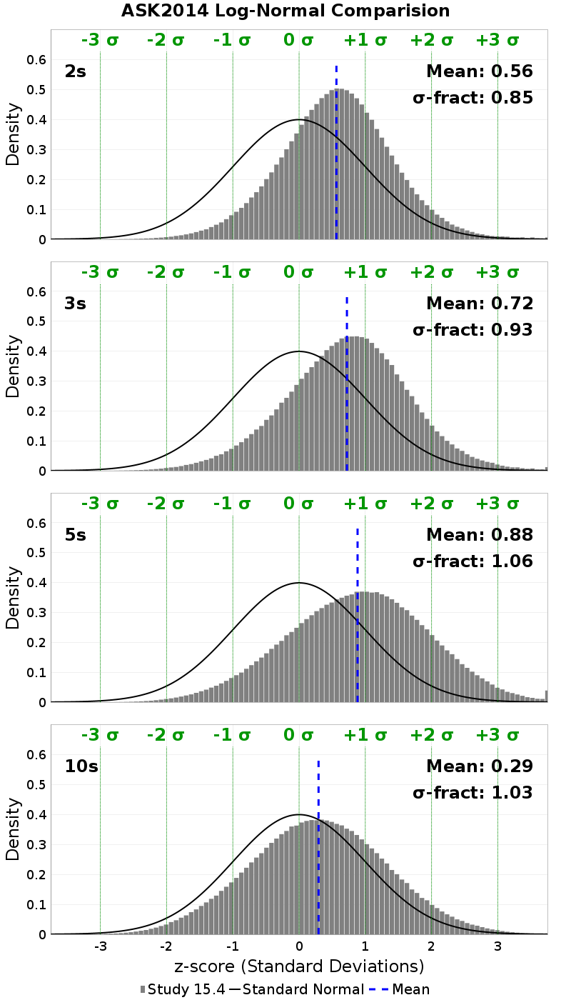 ASK2014 Log-Normal Comparision
-3 σ -2 σ -1 σ 0 σ +1 σ +2 σ +3 σ
0.6
2s
Mean: 0.56
σ-fract: 0.85
0.5
0.4
0.3
0.2
0.1
0
Density
-3 σ -2 σ -1 σ 0 σ +1 σ +2 σ +3 σ
0.6
3s
Mean: 0.72
σ-fract: 0.93
0.5
0.4
0.3
0.2
0.1
0
Density
-3 σ -2 σ -1 σ 0 σ +1 σ +2 σ +3 σ
0.6
5s
Mean: 0.88
σ-fract: 1.06
0.5
0.4
0.3
0.2
0.1
0
Density
-3 σ -2 σ -1 σ 0 σ +1 σ +2 σ +3 σ
0.6
10s
Mean: 0.29
σ-fract: 1.03
0.5
0.4
0.3
0.2
0.1
0
Density
-3 -2 -1 0 1 2 3
z-score (Standard Deviations)
Study 15.4 Standard Normal Mean